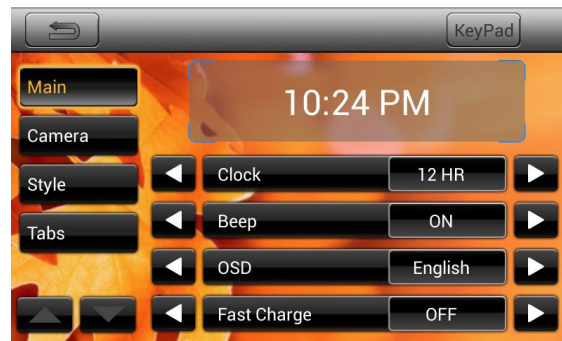 KeyPad
Main
10:24 PM
Camera
Style
Tabs
Clock 12 HR
Beep ON
OSD English
Fast Charge OFF